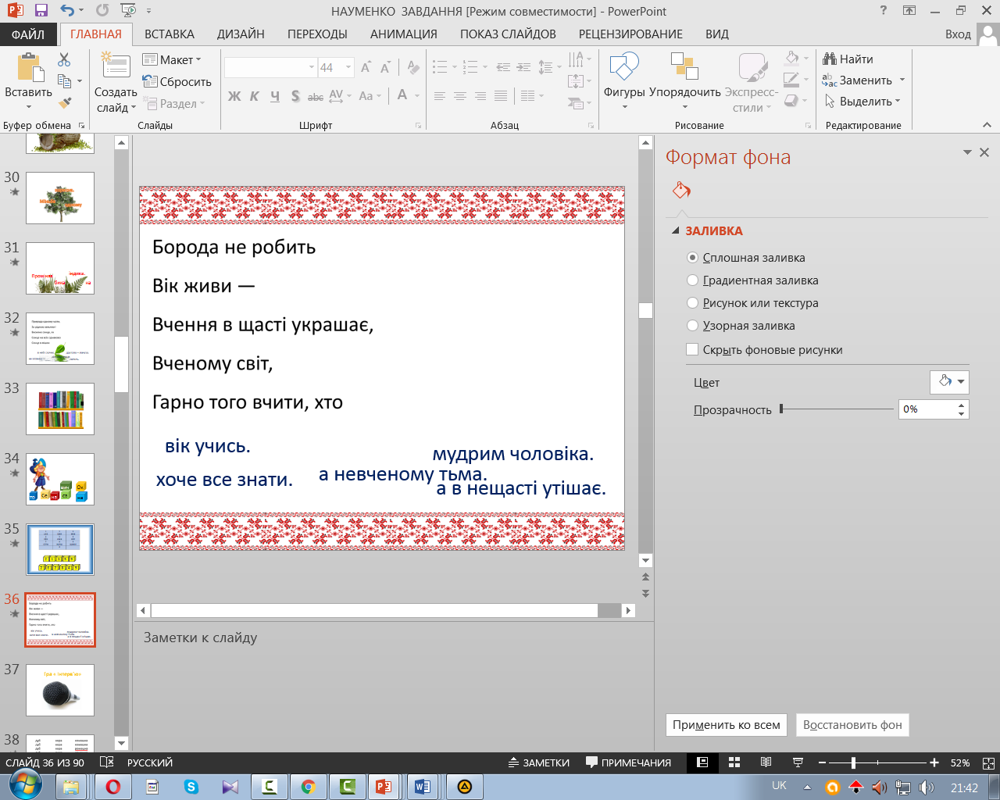 НАУМЕНКО ЗАВДАННЯ [Режим совместимости] - PowerPoint
ФАЙЛ ГЛАВНАЯ ВСТАВКА ДИЗАЙН ПЕРЕХОДЫ АНИМАЦИЯ ПОКАЗ СЛАЙДОВ РЕЦЕНЗИРОВАНИЕ ВИД Вход
Вставить
Буфер обмена
Создать слайд
Макет
Сбросить
Раздел
Слайды
44
Ж К Ч S abc AV Aa A
Шрифт
Абзац
Фигуры
Упорядочить
Экспресс-стили
Рисование
Найти
Заменить
Выделить
Редактирование
30
31
32
33
34
35
36
37
Гра « Інтерв'ю»
38
Борода не робить
Вік живи —
Вчення в щасті украшає,
Вченому світ,
Гарно того вчити, хто
вік учись.
мудрим чоловіка.
хоче все знати.
а невченому тьма.
а в нещасті утішає.
Заметки к слайду
Формат фона
ЗАЛИВКА
Сплошная заливка
Градиентная заливка
Рисунок или текстура
Узорная заливка
Скрыть фоновые рисунки
Цвет
Прозрачность 0%
Применить ко всем
Восстановить фон
СЛАЙД 36 ИЗ 90 РУССКИЙ ЗАМЕТКИ ПРИМЕЧАНИЯ 52%
UK 21:42